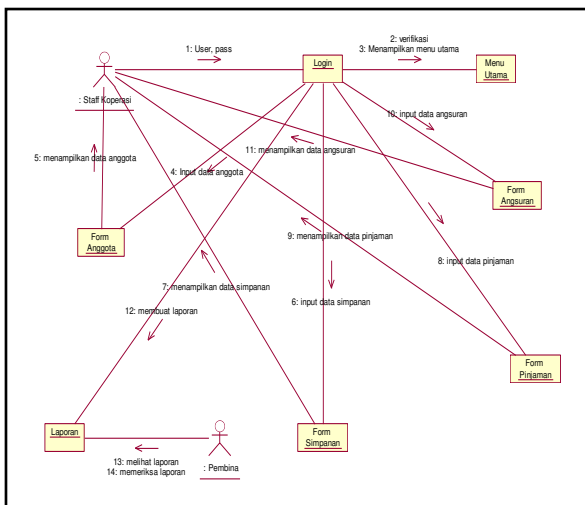 1: User, pass
2: verifikasi
3: Menampilkan menu utama
Login
Menu
Utama
: Staff Koperasi
10: input data angsuran
11: menampilkan data angsuran
5: menampilkan data anggota
4: Input data anggota
Form
Angsuran
Form
Anggota
9: menampilkan data pinjaman
8: input data pinjaman
7: menampilkan data simpanan
6: input data simpanan
12: membuat laporan
Form
Pinjaman
Laporan
Form
Simpanan
13: melihat laporan
14: memeriksa laporan
: Pembina